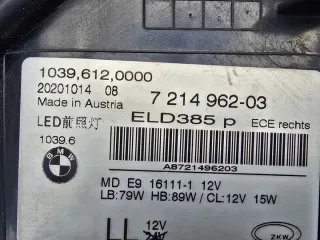 1039,612,0000
20201014 08
Made in Austria
7 214 962-03
LED前照灯
ELD385 p ECE rechts
1039.6
BMW
A8721496203
MD E9 16111-1 12V
LB:79W HB:89W / CL:12V 15W
LL 12V
ZKW